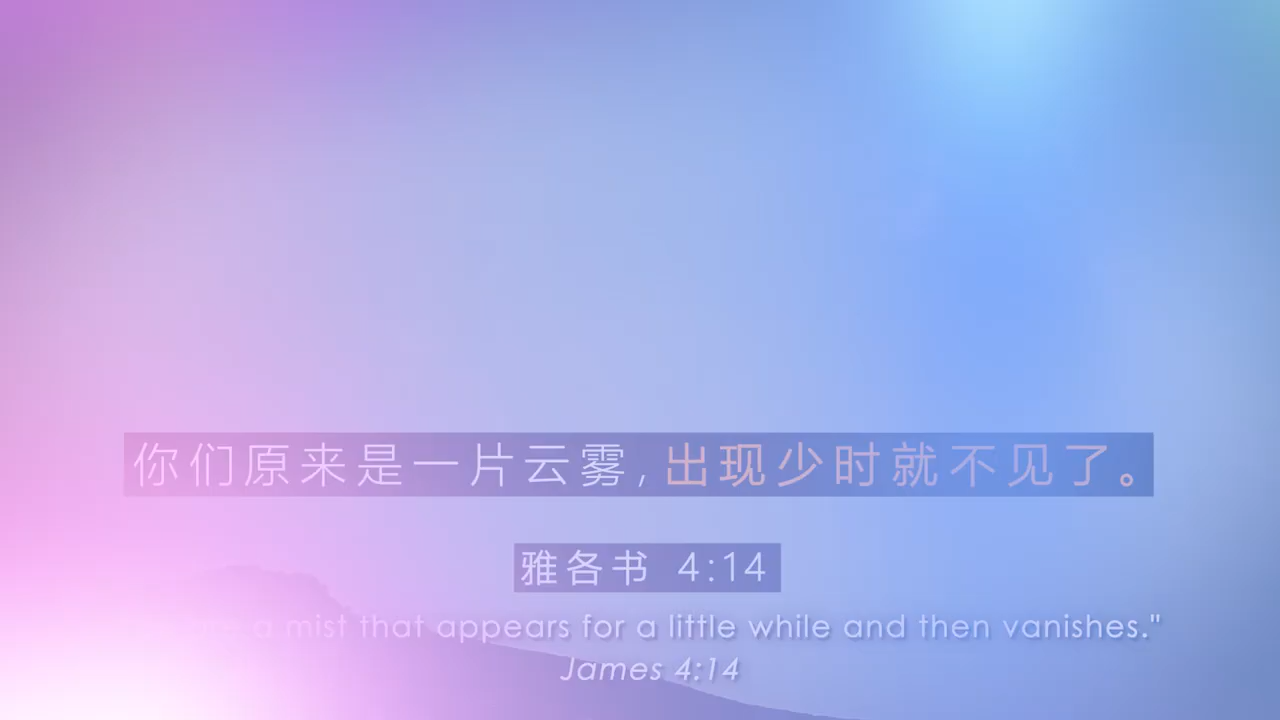 你们原来是一片云雾,出现少时就不见了。
雅各书 4:14
a mist that appears for a little while and then vanishes."
James 4:14